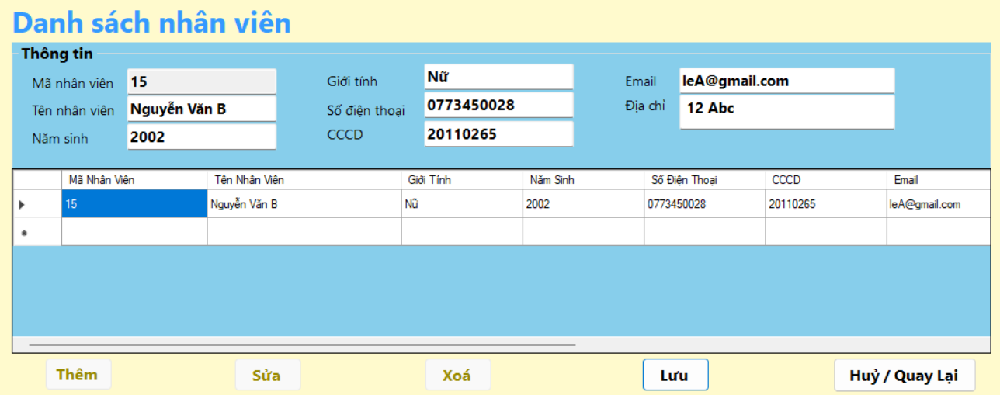 Danh sách nhân viên
Thông tin
Mã nhân viên 15 Giới tính Nữ Email leA@gmail.com
Tên nhân viên Nguyễn Văn B Số điện thoại 0773450028 Địa chỉ 12 Abc
Năm sinh 2002 CCCD 20110265
Mã Nhân Viên Tên Nhân Viên Giới Tính Năm Sinh Số Điện Thoại CCCD Email
15 Nguyễn Văn B Nữ 2002 0773450028 20110265 leA@gmail.com
Thêm Sửa Xoá Lưu Huỷ / Quay Lại